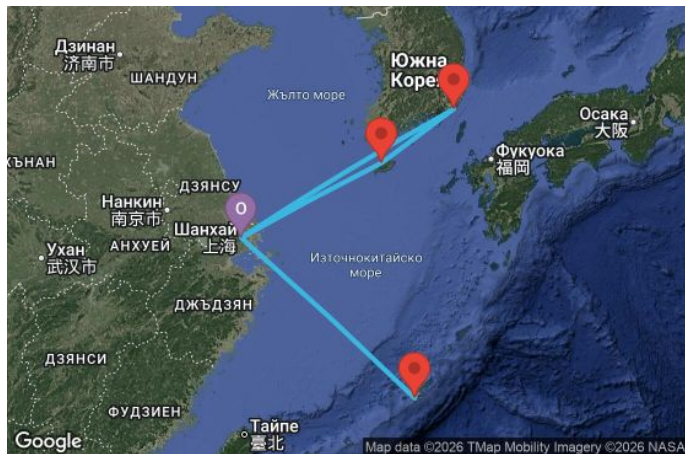 Дзинан
济南市
ШАНДУН
Южна
Корея
Жълто море
Осака
大阪
Фукуока
福岡
ХЪНАН
ДЗЯНСУ
Нанкин
南京市
O
Шанхай
上海
АНХУЕЙ
Ухан
武汉市
Източнокитайско
море
ДЖЪДЗЯН
ДЗЯНСИ
ФУДЗИЕН
Тайпе
臺北
Google
Map data ©2026 TMap Mobility Imagery ©2026 NASA